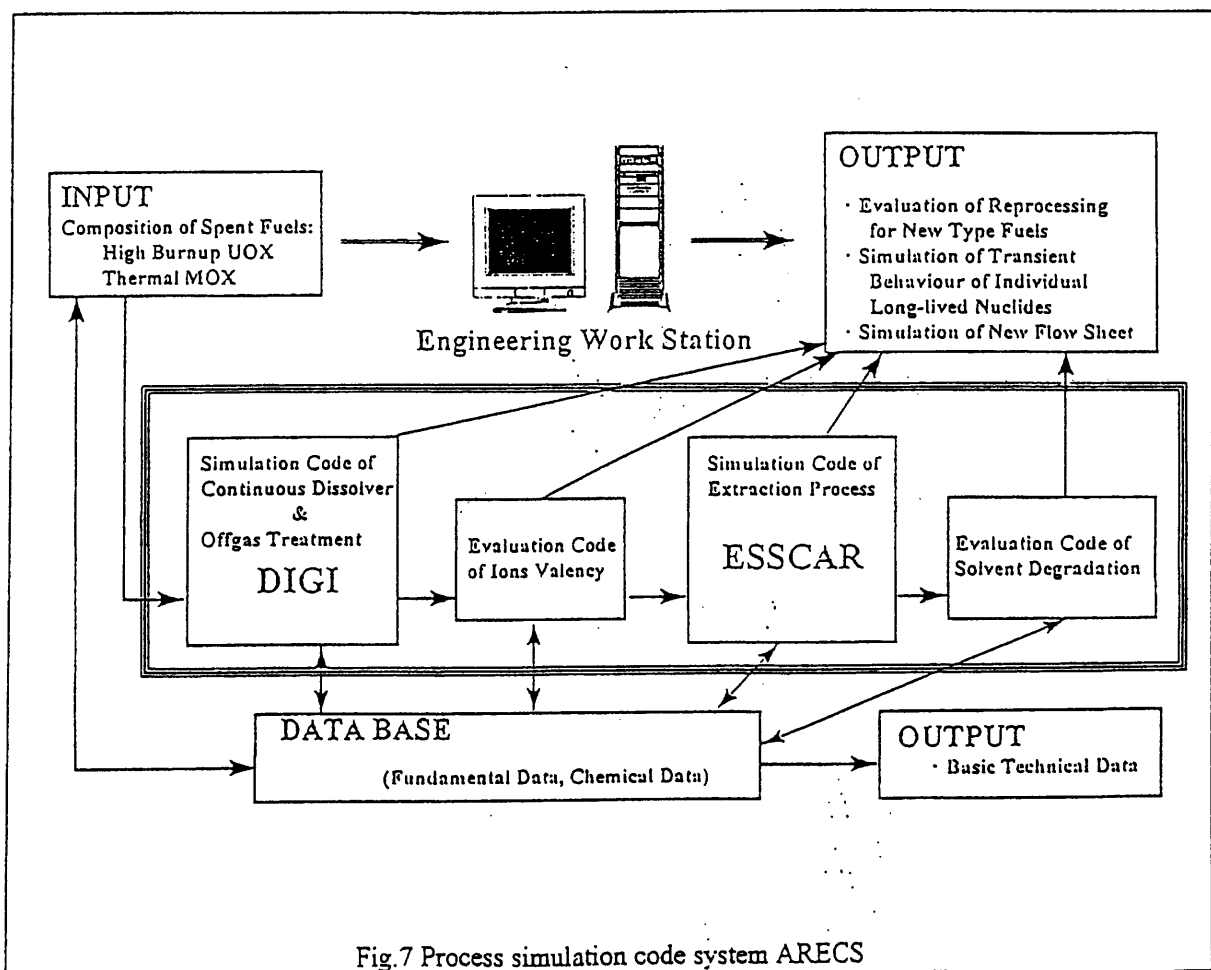 INPUT
Composition of Spent Fuels:
High Burnup UOX
Thermal MOX
Engineering Work Station
OUTPUT
· Evaluation of Reprocessing
for New Type Fuels
· Simulation of Transient
Behaviour of Individual
Long-lived Nuclides
· Simulation of New Flow Sheet
Simulation Code of
Continuous Dissolver
&
Offgas Treatment
DIGI
Evaluation Code
of Ions Valency
Simulation Code of
Extraction Process
ESSCAR
Evaluation Code of
Solvent Degradation
DATA BASE
(Fundamental Data, Chemical Data)
OUTPUT
· Basic Technical Data
Fig.7 Process simulation code system ARECS